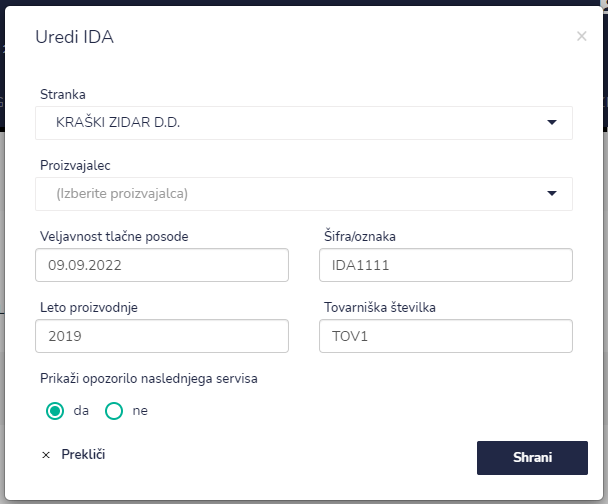 Uredi IDA
×
Stranka
KRAŠKI ZIDAR D.D.
Proizvajalec
(Izberite proizvajalca)
Veljavnost tlačne posode
Šifra/oznaka
09.09.2022
IDA1111
Leto proizvodnje
Tovarniška številka
2019
TOV1
Prikaži opozorilo naslednjega servisa
da
ne
× Prekliči
Shrani